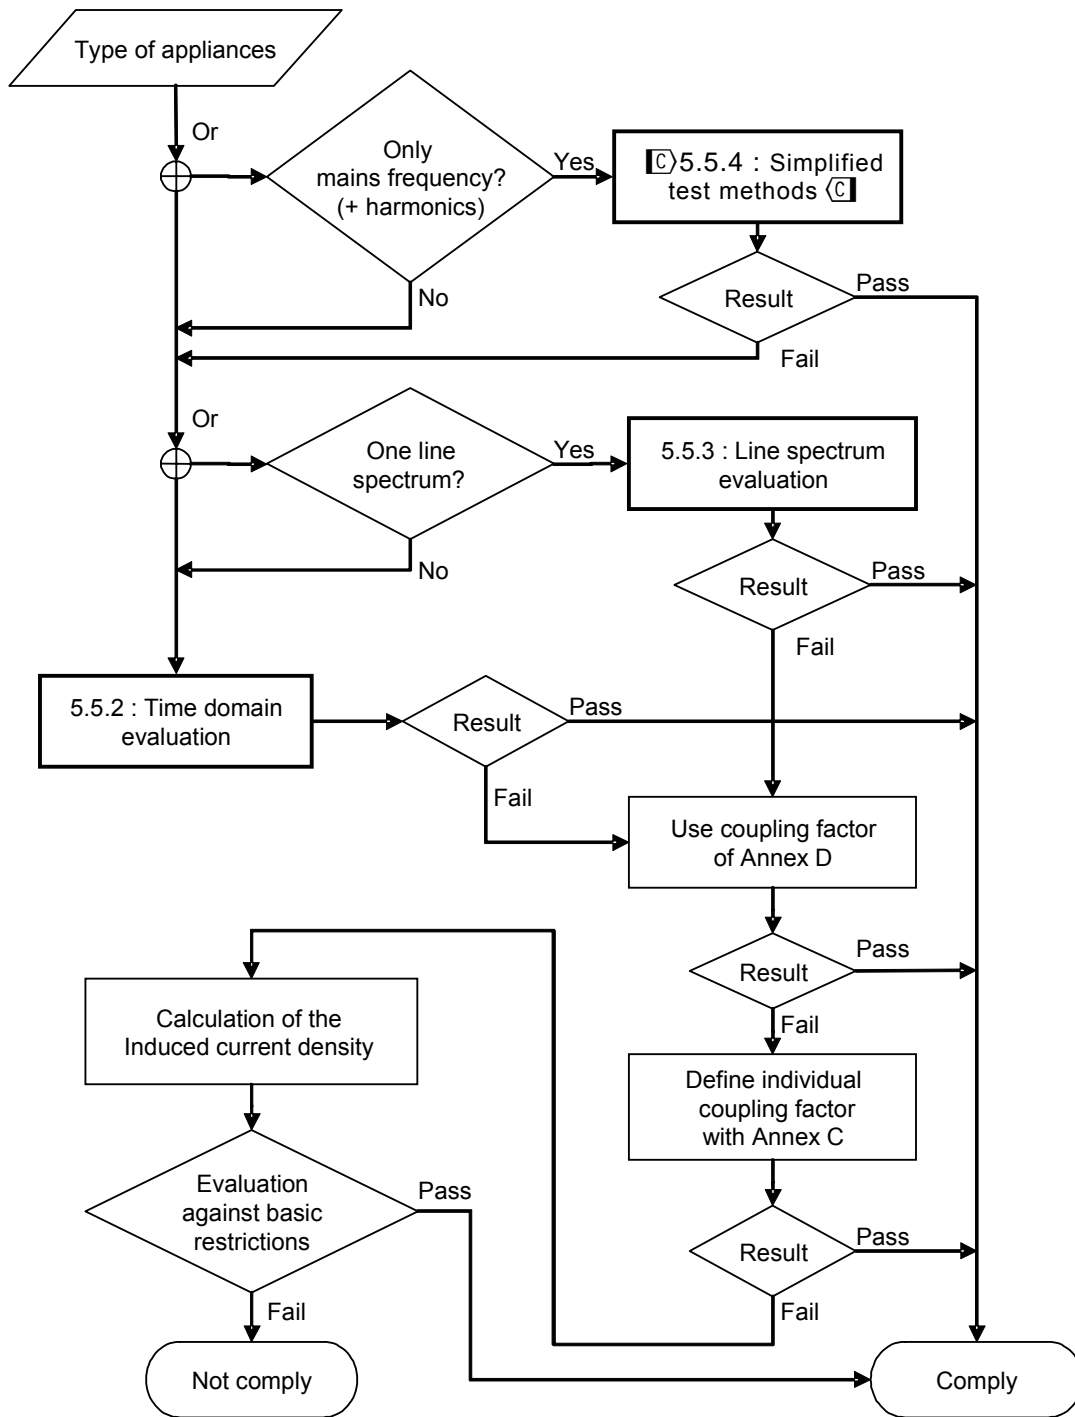 Type of appliances
Or
Only
mains frequency?
(+ harmonics)
Yes
C 5.5.4 : Simplified
test methods C
No
Result
Pass
Fail
Or
One line
spectrum?
Yes
5.5.3 : Line spectrum
evaluation
No
Result
Pass
Fail
5.5.2 : Time domain
evaluation
Result
Pass
Fail
Use coupling factor
of Annex D
Result
Pass
Fail
Calculation of the
Induced current density
Define individual
coupling factor
with Annex C
Evaluation
against basic
restrictions
Pass
Result
Pass
Fail
Fail
Not comply
Comply